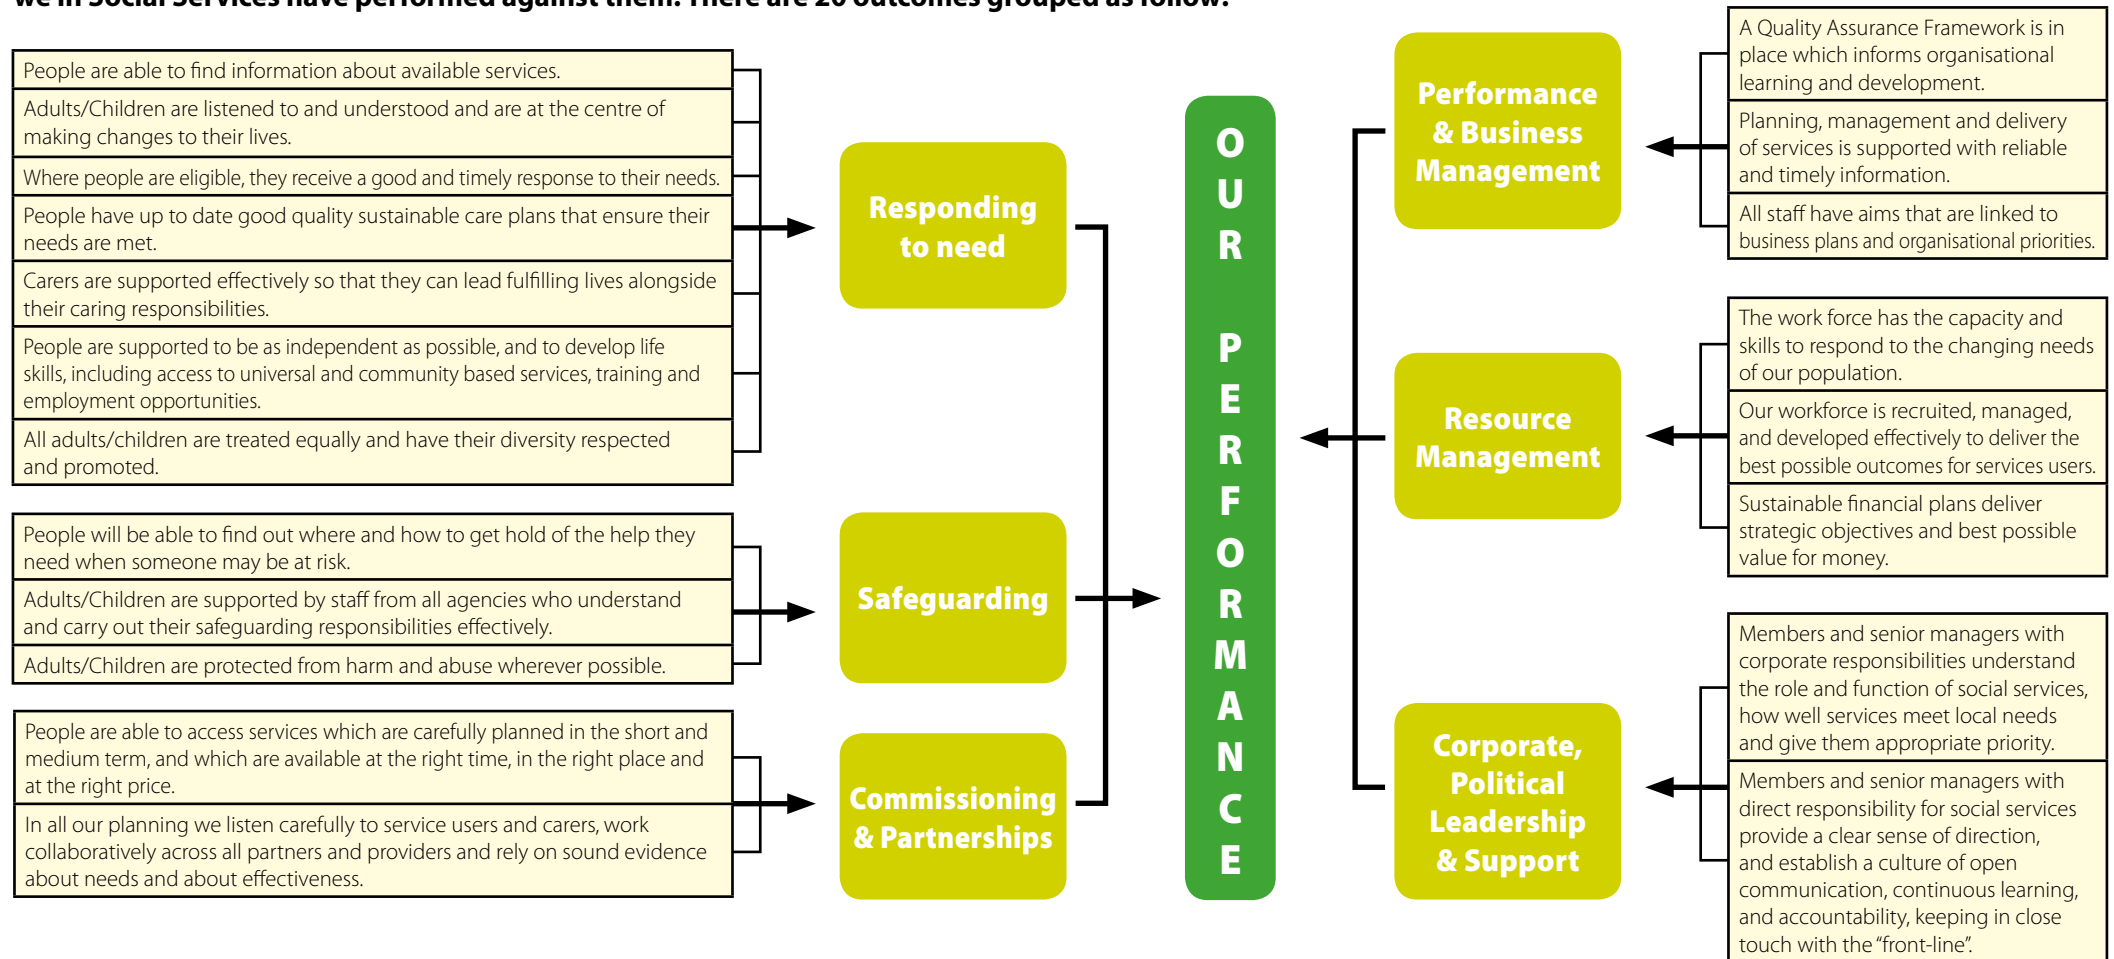 we in Social Services have performed against them. There are 20 outcomes grouped as follow:
People are able to find information about available services.
Adults/Children are listened to and understood and are at the centre of
making changes to their lives.
Where people are eligible, they receive a good and timely response to their needs.
People have up to date good quality sustainable care plans that ensure their
needs are met.
Carers are supported effectively so that they can lead fulfilling lives alongside
their caring responsibilities.
People are supported to be as independent as possible, and to develop life
skills, including access to universal and community based services, training and
employment opportunities.
All adults/children are treated equally and have their diversity respected
and promoted.
Responding
to need
People will be able to find out where and how to get hold of the help they
need when someone may be at risk.
Adults/Children are supported by staff from all agencies who understand
and carry out their safeguarding responsibilities effectively.
Adults/Children are protected from harm and abuse wherever possible.
Safeguarding
People are able to access services which are carefully planned in the short and
medium term, and which are available at the right time, in the right place and
at the right price.
In all our planning we listen carefully to service users and carers, work
collaboratively across all partners and providers and rely on sound evidence
about needs and about effectiveness.
Commissioning
& Partnerships
OUR PERFORMANCE
Performance
& Business
Management
A Quality Assurance Framework is in
place which informs organisational
learning and development.
Planning, management and delivery
of services is supported with reliable
and timely information.
All staff have aims that are linked to
business plans and organisational priorities.
Resource
Management
The work force has the capacity and
skills to respond to the changing needs
of our population.
Our workforce is recruited, managed,
and developed effectively to deliver the
best possible outcomes for services users.
Sustainable financial plans deliver
strategic objectives and best possible
value for money.
Corporate,
Political
Leadership
& Support
Members and senior managers with
corporate responsibilities understand
the role and function of social services,
how well services meet local needs
and give them appropriate priority.
Members and senior managers with
direct responsibility for social services
provide a clear sense of direction,
and establish a culture of open
communication, continuous learning,
and accountability, keeping in close
touch with the “front-line”.